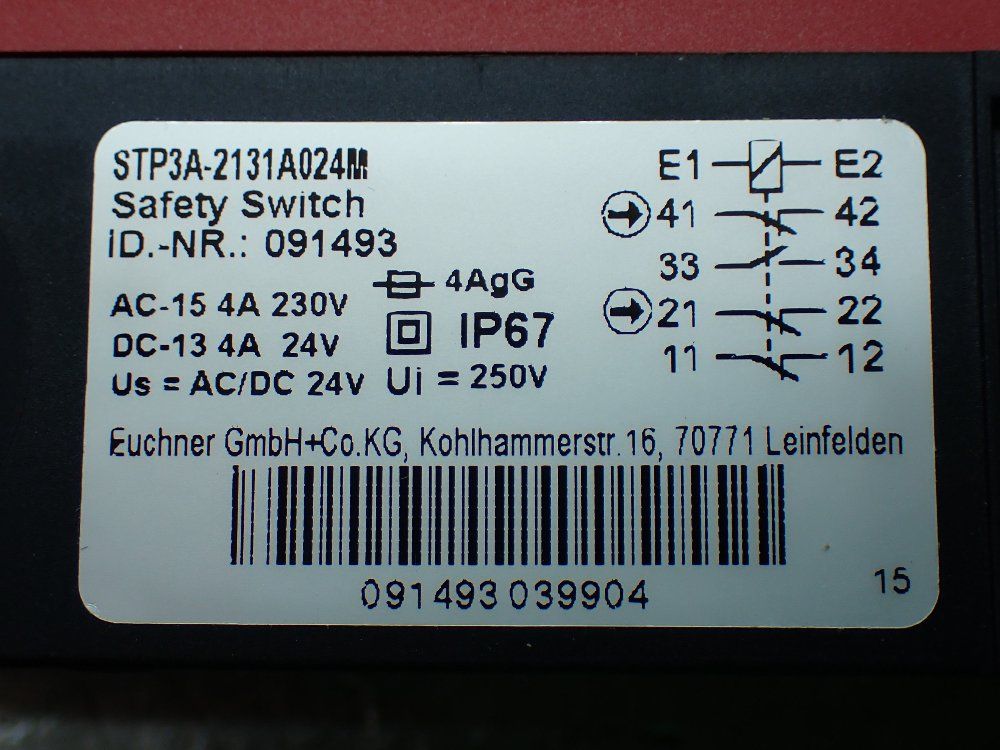 STP3A-2131A024M
Safety Switch
iD.-NR.: 091493
AC-15 4A 230V
DC-13 4A 24V
Us = AC/DC 24V
4AgG
IP67
Ui = 250V
E1 E2
41 42
33 34
21 22
11 12
Euchner GmbH+Co.KG, Kohlhammerstr.16, 70771 Leinfelden
091493 039904
15